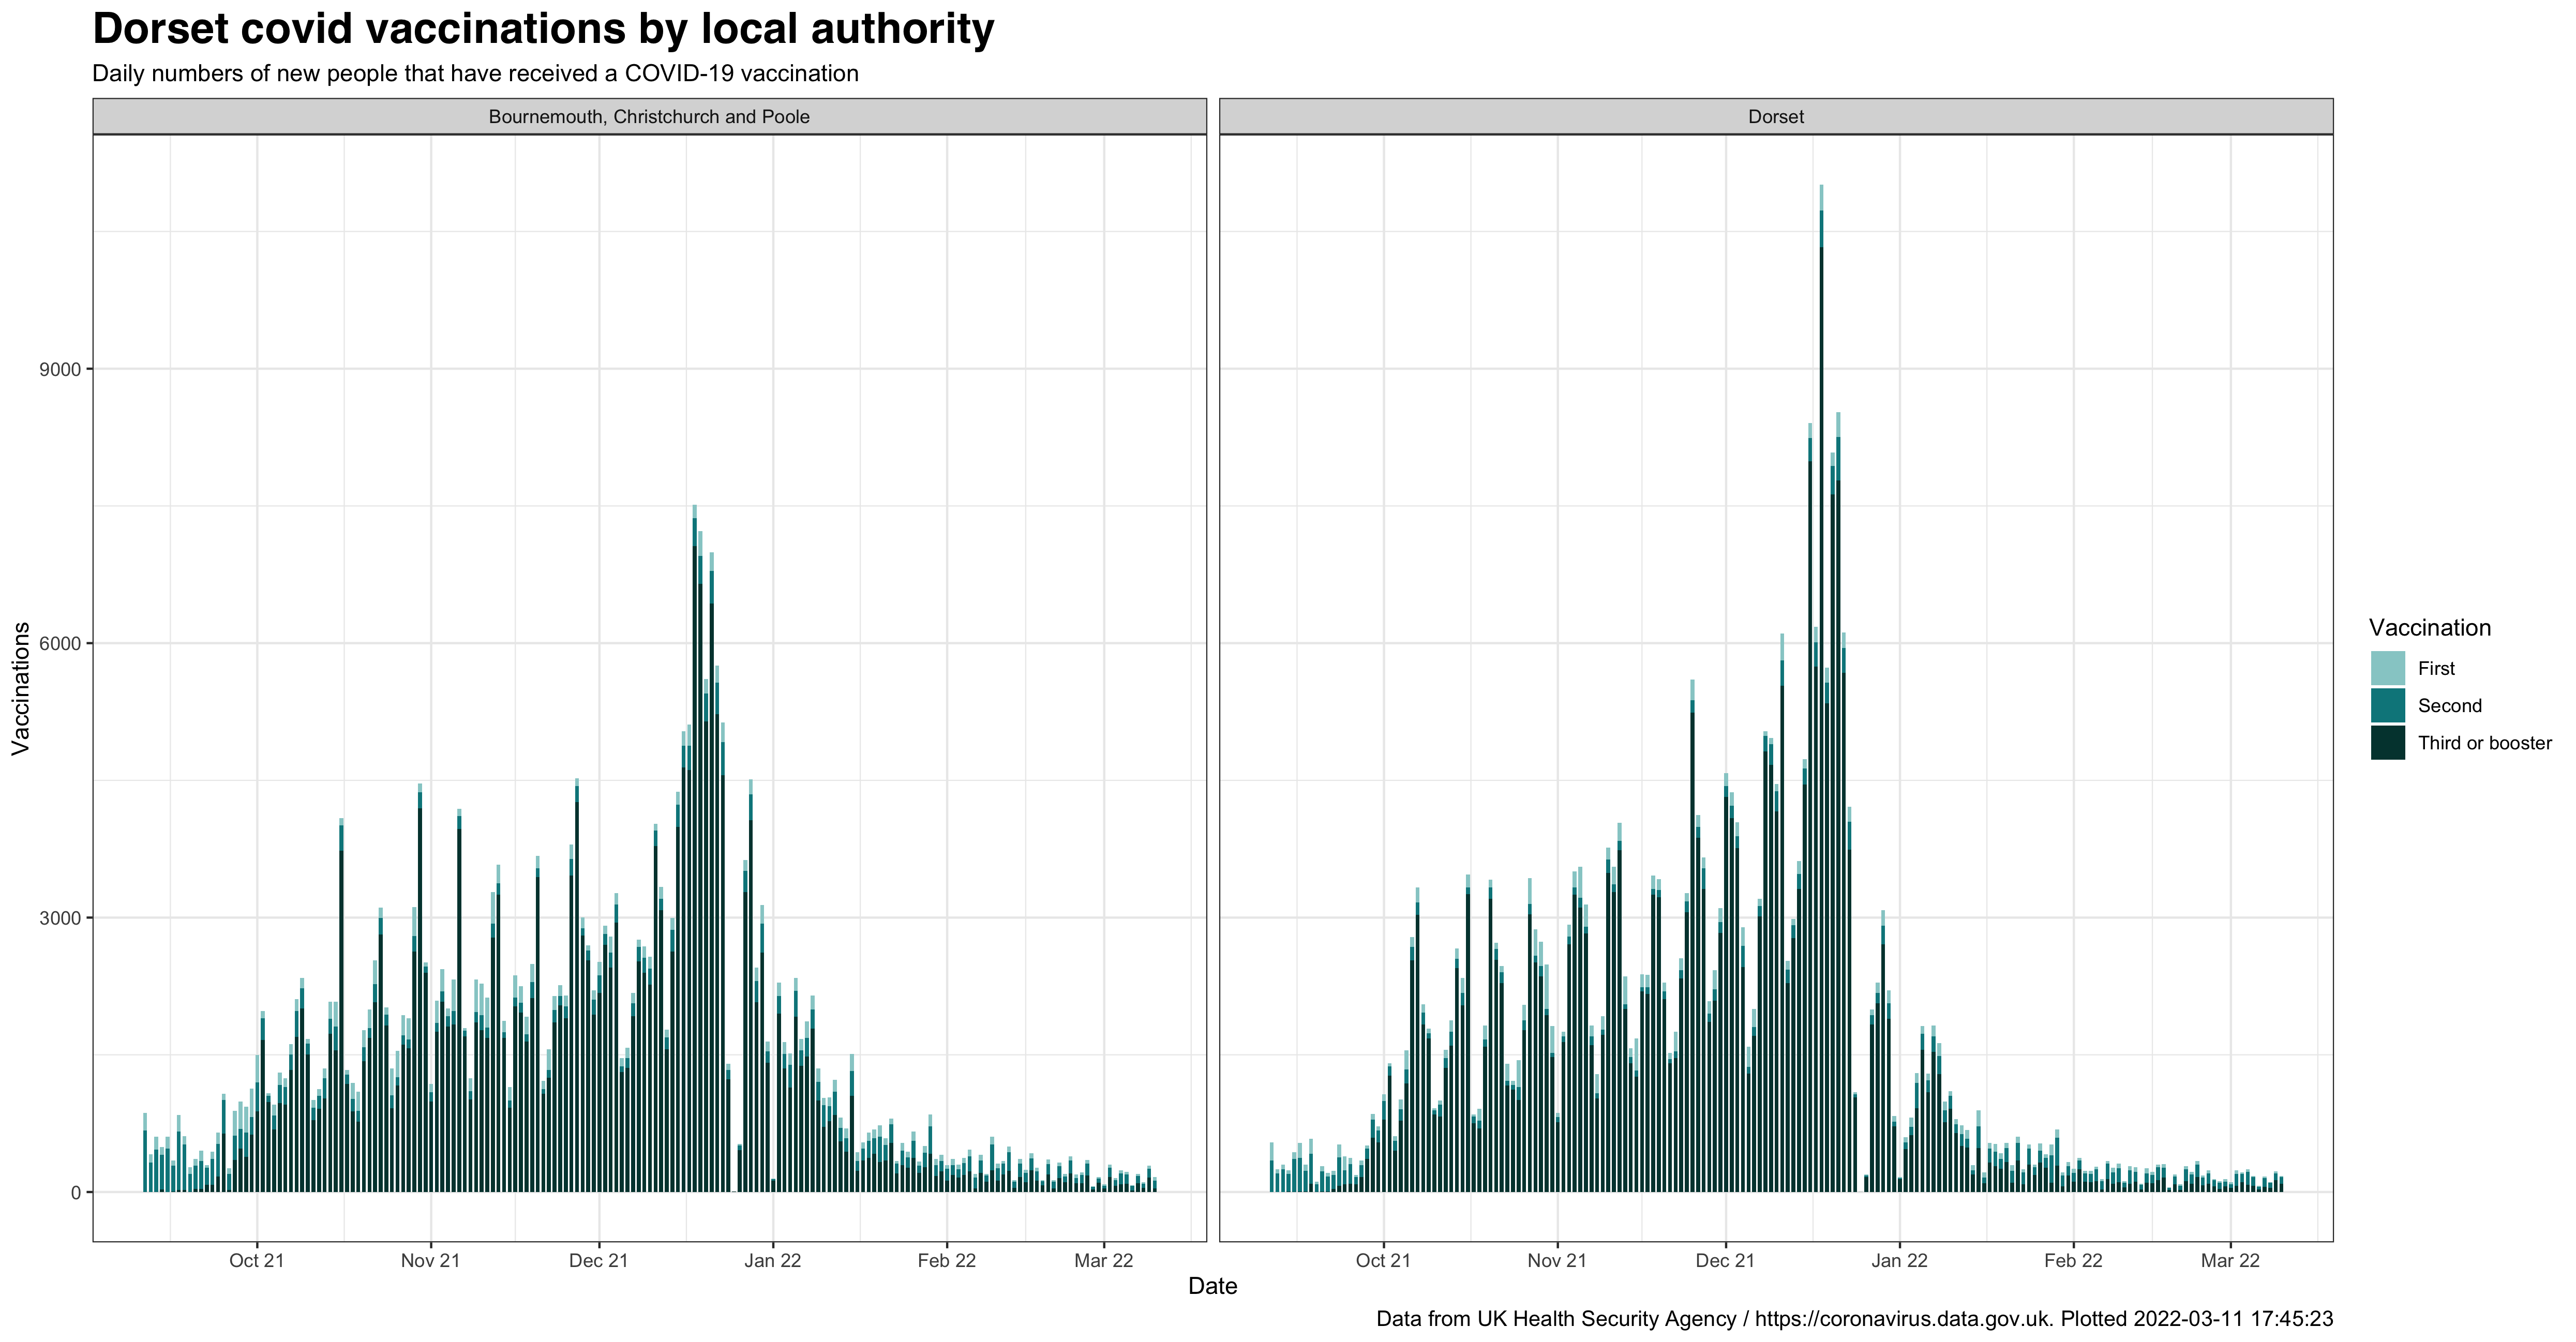 Dorset covid vaccinations by local authority
Daily numbers of new people that have received a COVID-19 vaccination
Bournemouth, Christchurch and Poole
Dorset
Vaccinations
9000
6000
3000
0
Oct 21
Nov 21
Dec 21
Jan 22
Feb 22
Mar 22
Oct 21
Nov 21
Dec 21
Jan 22
Feb 22
Mar 22
Date
Vaccination
First
Second
Third or booster
Data from UK Health Security Agency / https://coronavirus.data.gov.uk. Plotted 2022-03-11 17:45:23